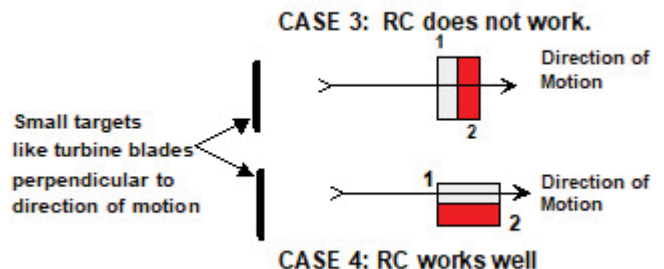 CASE 3: RC does not work.
1
Direction of
Motion
2
Small targets
like turbine blades
perpendicular to
direction of motion
1
Direction of
Motion
2
CASE 4: RC works well